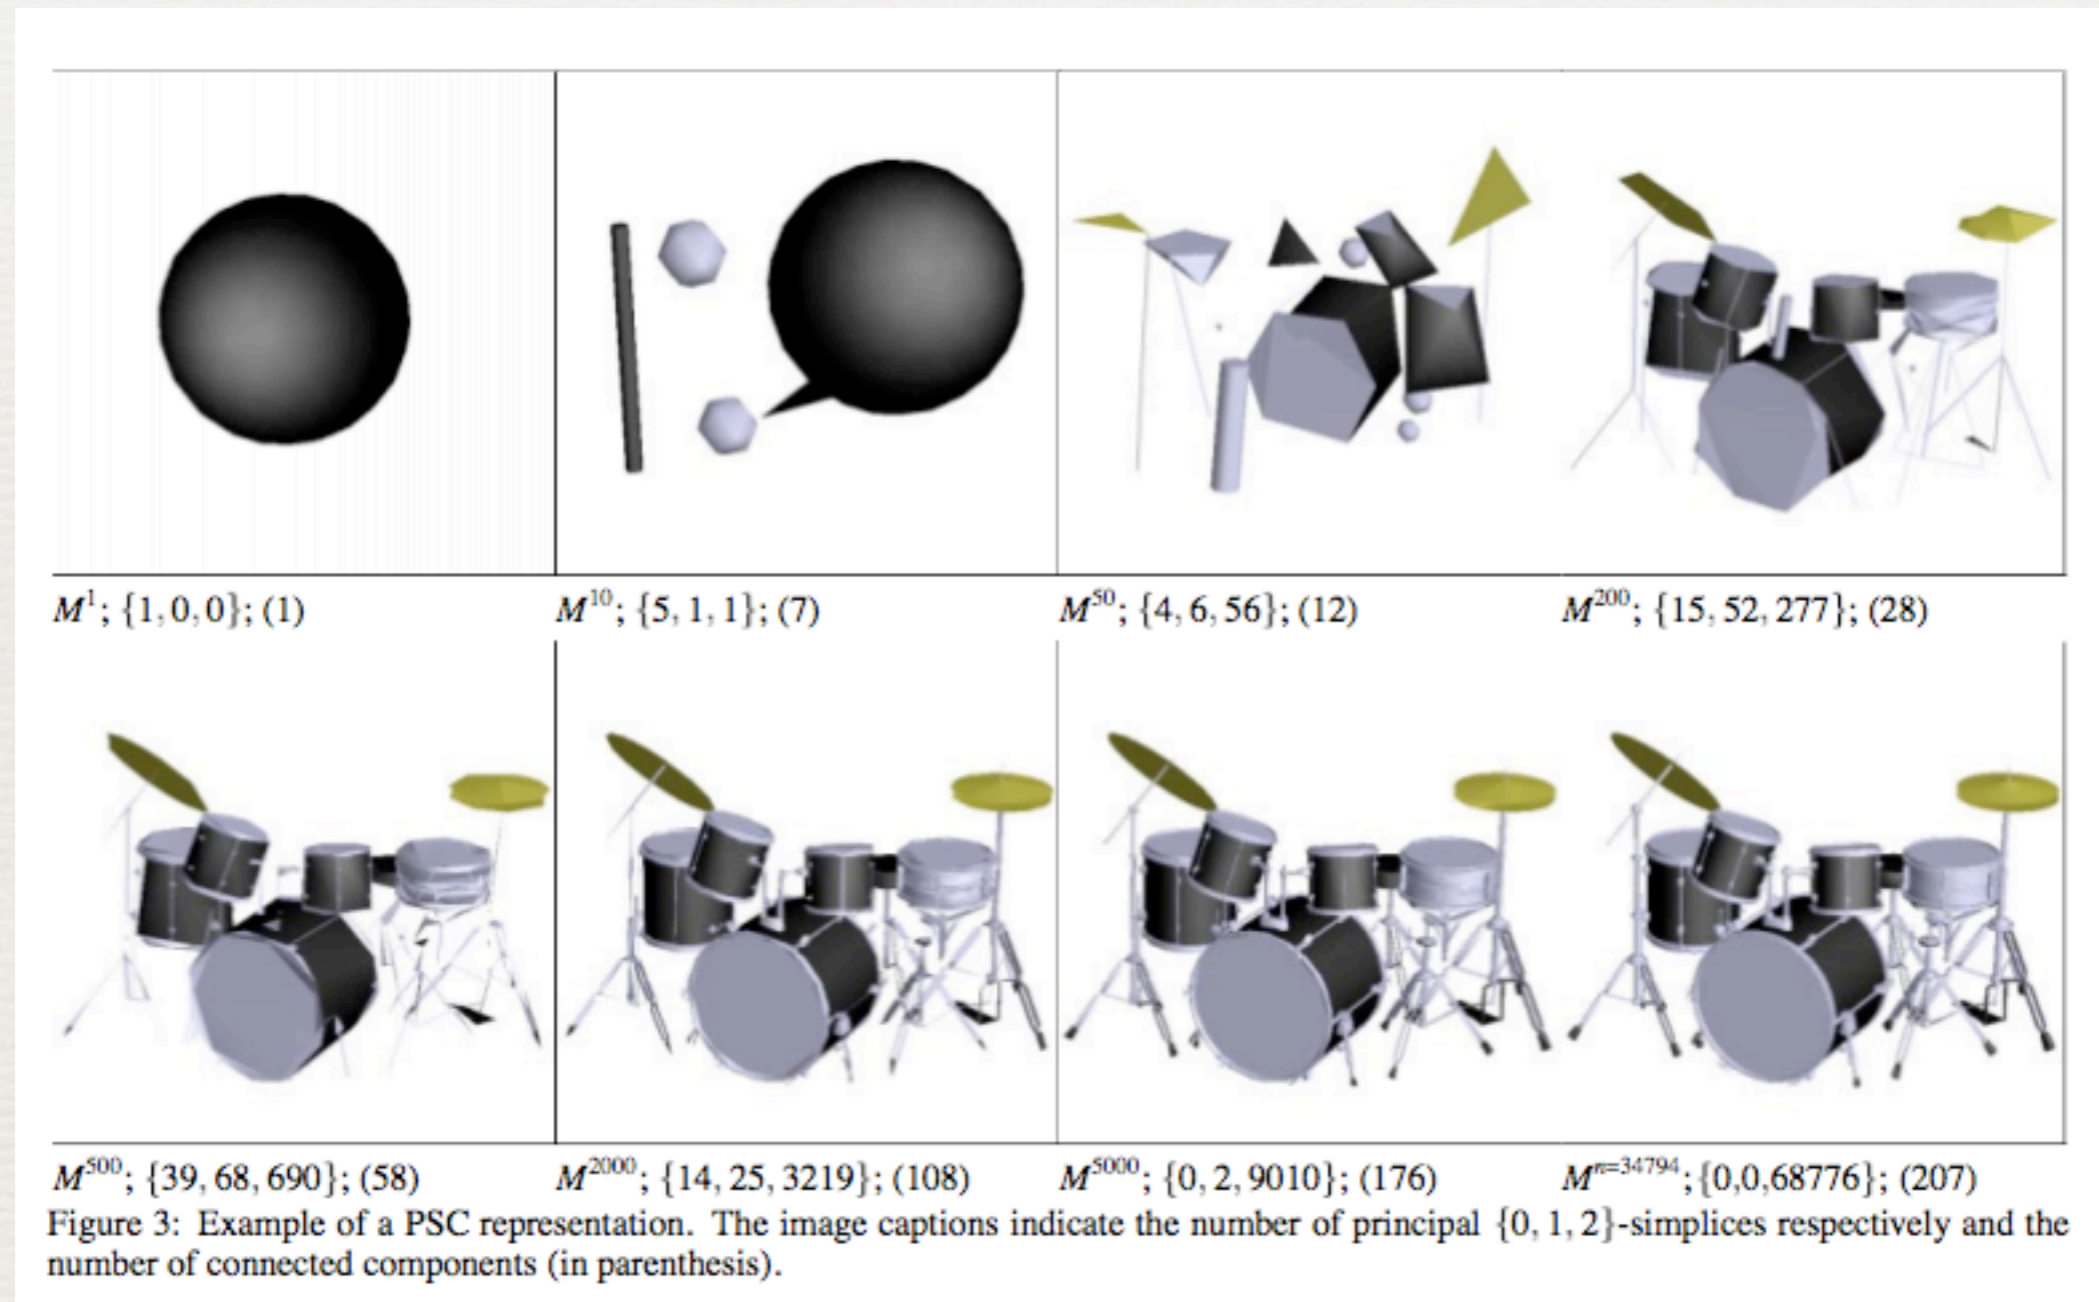 M¹; {1, 0, 0}; (1)
M¹⁰; {5, 1, 1}; (7)
M⁵⁰; {4, 6, 56}; (12)
M²⁰⁰; {15, 52, 277}; (28)
M⁵⁰⁰; {39, 68, 690}; (58)
M²⁰⁰⁰; {14, 25, 3219}; (108)
M⁵⁰⁰⁰; {0, 2, 9010}; (176)
Mⁿ⁼³⁴⁷⁹⁴; {0,0,68776}; (207)
Figure 3: Example of a PSC representation. The image captions indicate the number of principal {0, 1, 2}-simplices respectively and the
number of connected components (in parenthesis).